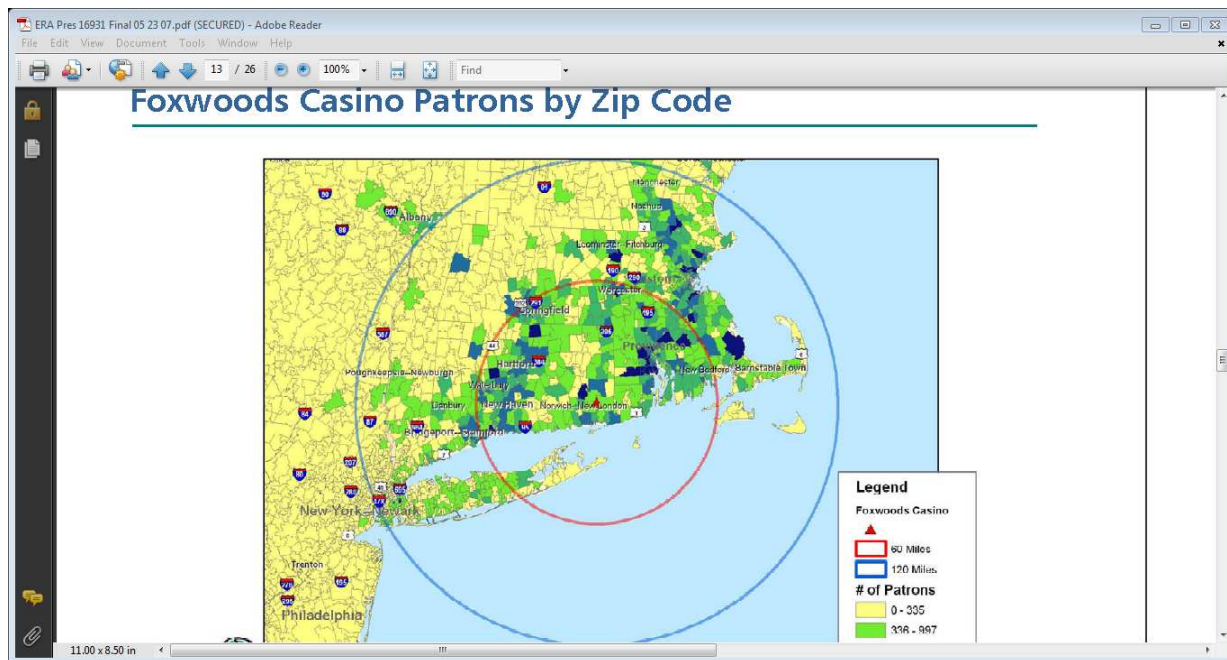 ERA Pres 16931 Final 05 23 07.pdf (SECURED) - Adobe Reader
File Edit View Document Tools Window Help
13 / 26 100% Find
Foxwoods Casino Patrons by Zip Code
Manchester
Nashua
Albany
Leominster--Fitchburg
Worcester
Springfield
Hartford
Providence
New Bedford
Barnstable Town
Poughkeepsie--Newburgh
Waterbury
Danbury
New Haven
Norwich--New London
Bridgeport--Stamford
New York--Newark
Trenton
Philadelphia
Legend
Foxwoods Casino
60 Miles
120 Miles
# of Patrons
0 - 335
336 - 997
11.00 x 8.50 in